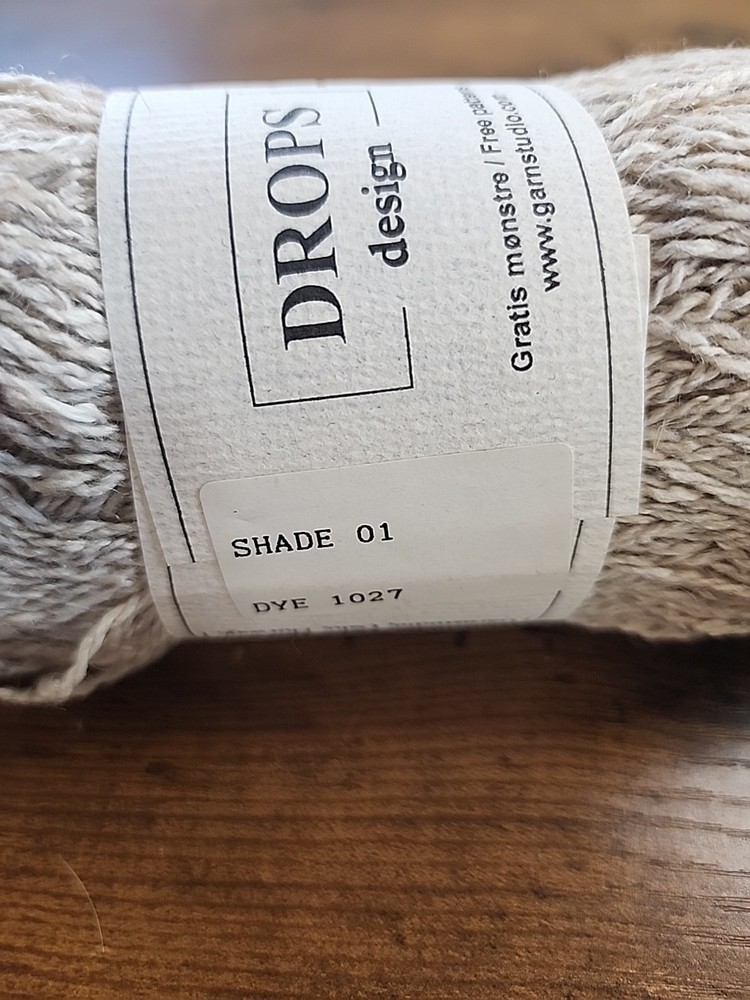 DROPS
design
Gratis mønstre / Free
www.garnstudio.com
SHADE 01
DYE 1027